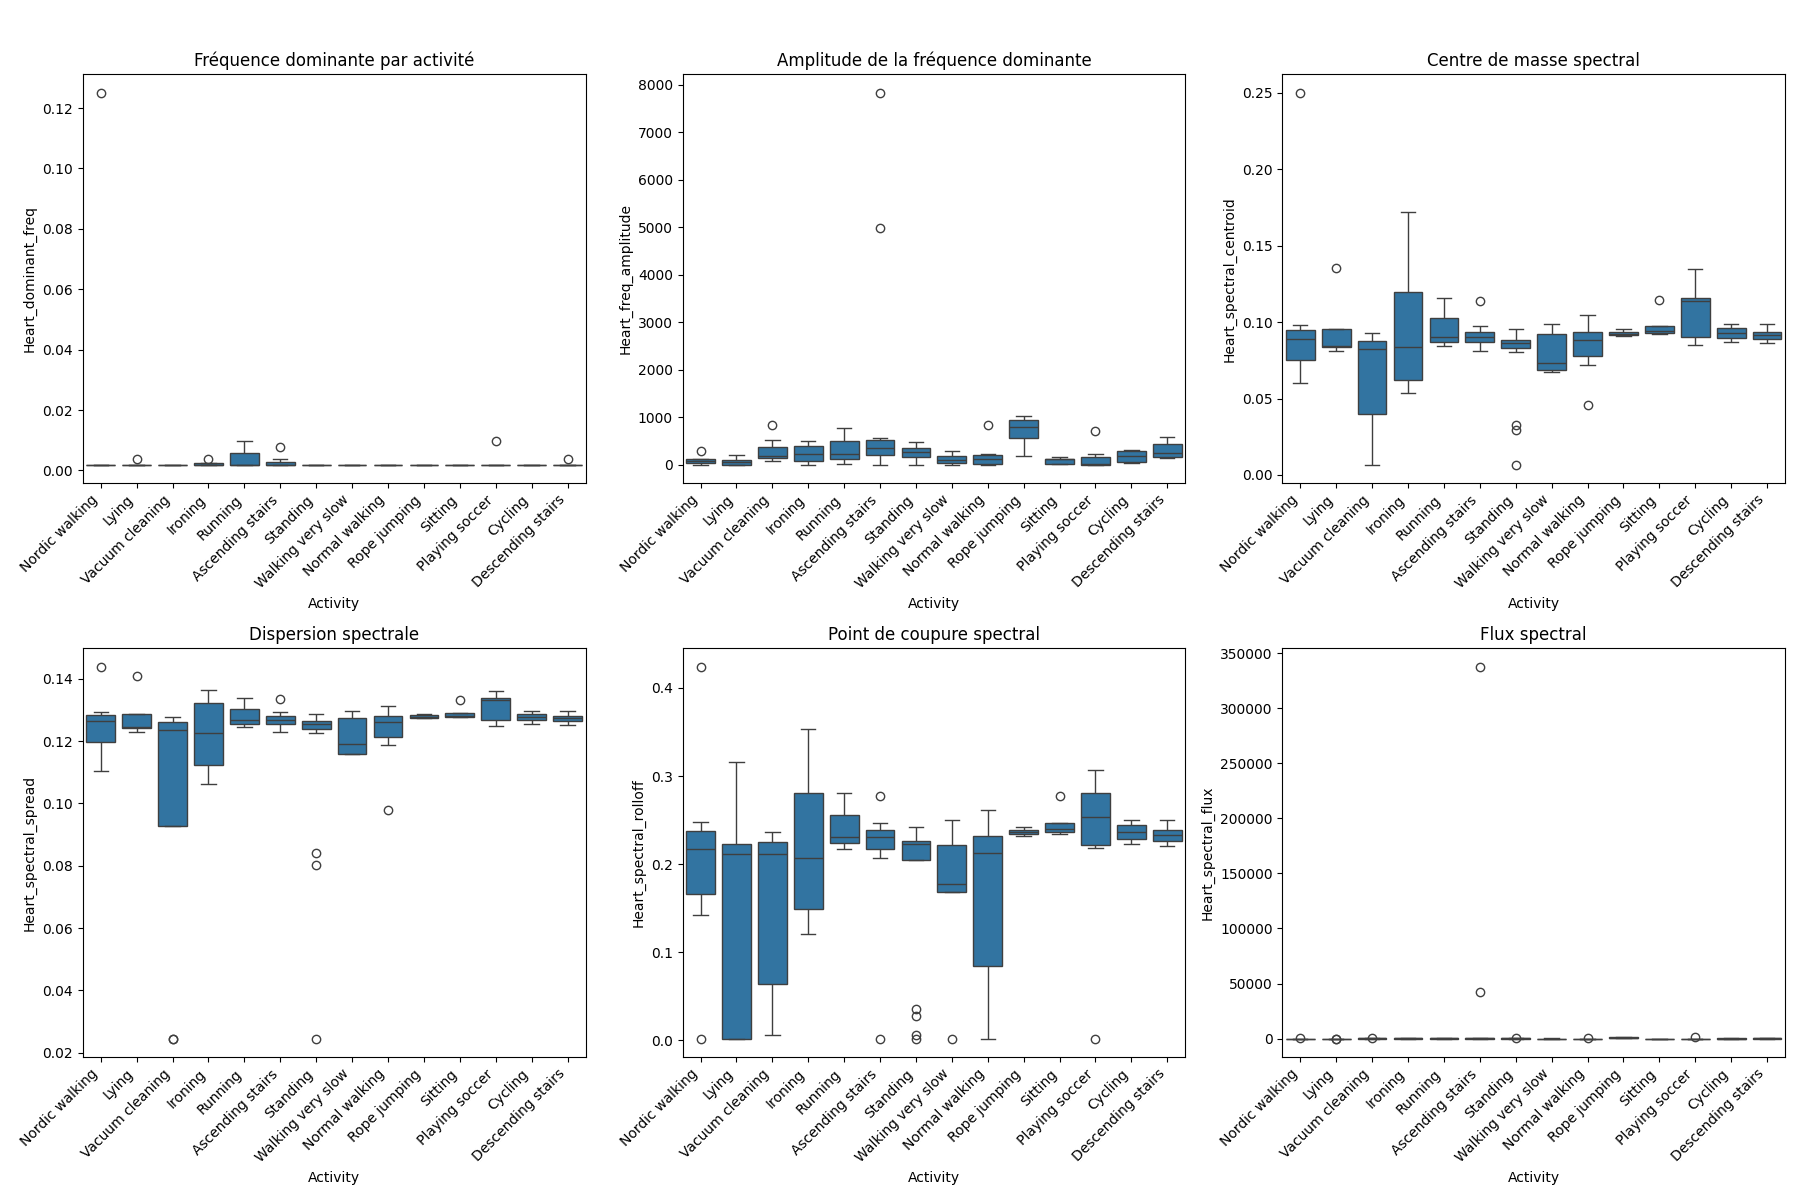 Fréquence dominante par activité
Heart_dominant_freq
0.12
0.10
0.08
0.06
0.04
0.02
0.00
Nordic walking
Lying
Vacuum cleaning
Ironing
Running
Ascending stairs
Standing
Walking very slow
Normal walking
Rope jumping
Sitting
Playing soccer
Cycling
Descending stairs
Activity
Amplitude de la fréquence dominante
Heart_freq_amplitude
8000
7000
6000
5000
4000
3000
2000
1000
0
Nordic walking
Lying
Vacuum cleaning
Ironing
Running
Ascending stairs
Standing
Walking very slow
Normal walking
Rope jumping
Sitting
Playing soccer
Cycling
Descending stairs
Activity
Centre de masse spectral
Heart_spectral_centroid
0.25
0.20
0.15
0.10
0.05
0.00
Nordic walking
Lying
Vacuum cleaning
Ironing
Running
Ascending stairs
Standing
Walking very slow
Normal walking
Rope jumping
Sitting
Playing soccer
Cycling
Descending stairs
Activity
Dispersion spectrale
Heart_spectral_spread
0.14
0.12
0.10
0.08
0.06
0.04
0.02
Nordic walking
Lying
Vacuum cleaning
Ironing
Running
Ascending stairs
Standing
Walking very slow
Normal walking
Rope jumping
Sitting
Playing soccer
Cycling
Descending stairs
Activity
Point de coupure spectral
Heart_spectral_rolloff
0.4
0.3
0.2
0.1
0.0
Nordic walking
Lying
Vacuum cleaning
Ironing
Running
Ascending stairs
Standing
Walking very slow
Normal walking
Rope jumping
Sitting
Playing soccer
Cycling
Descending stairs
Activity
Flux spectral
Heart_spectral_flux
350000
300000
250000
200000
150000
100000
50000
0
Nordic walking
Lying
Vacuum cleaning
Ironing
Running
Ascending stairs
Standing
Walking very slow
Normal walking
Rope jumping
Sitting
Playing soccer
Cycling
Descending stairs
Activity